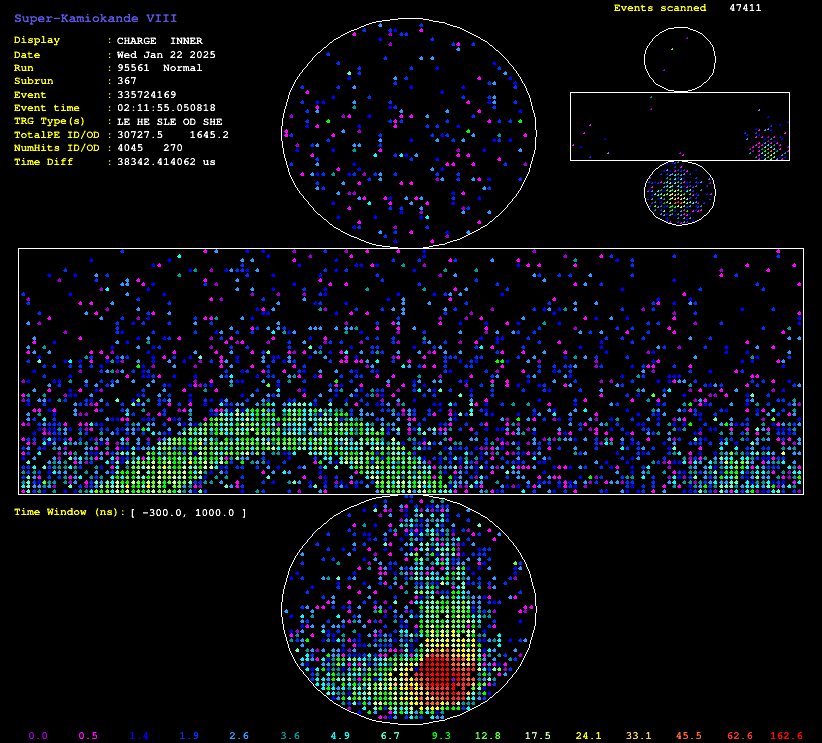 Super-Kamiokande VIII
Events scanned 47411
Display : CHARGE INNER
Date : Wed Jan 22 2025
Run : 95561 Normal
Subrun : 367
Event : 335724169
Event time : 02:11:55.050818
TRG Type(s) : LE HE SLE OD SHE
TotalPE ID/OD : 30727.5 1645.2
NumHits ID/OD : 4045 270
Time Diff : 38342.414062 us
Time Window (ns): [ -300.0, 1000.0 ]
0.0 0.5 1.4 1.9 2.6 3.6 4.9 6.7 9.3 12.8 17.5 24.1 33.1 45.5 62.6 162.6